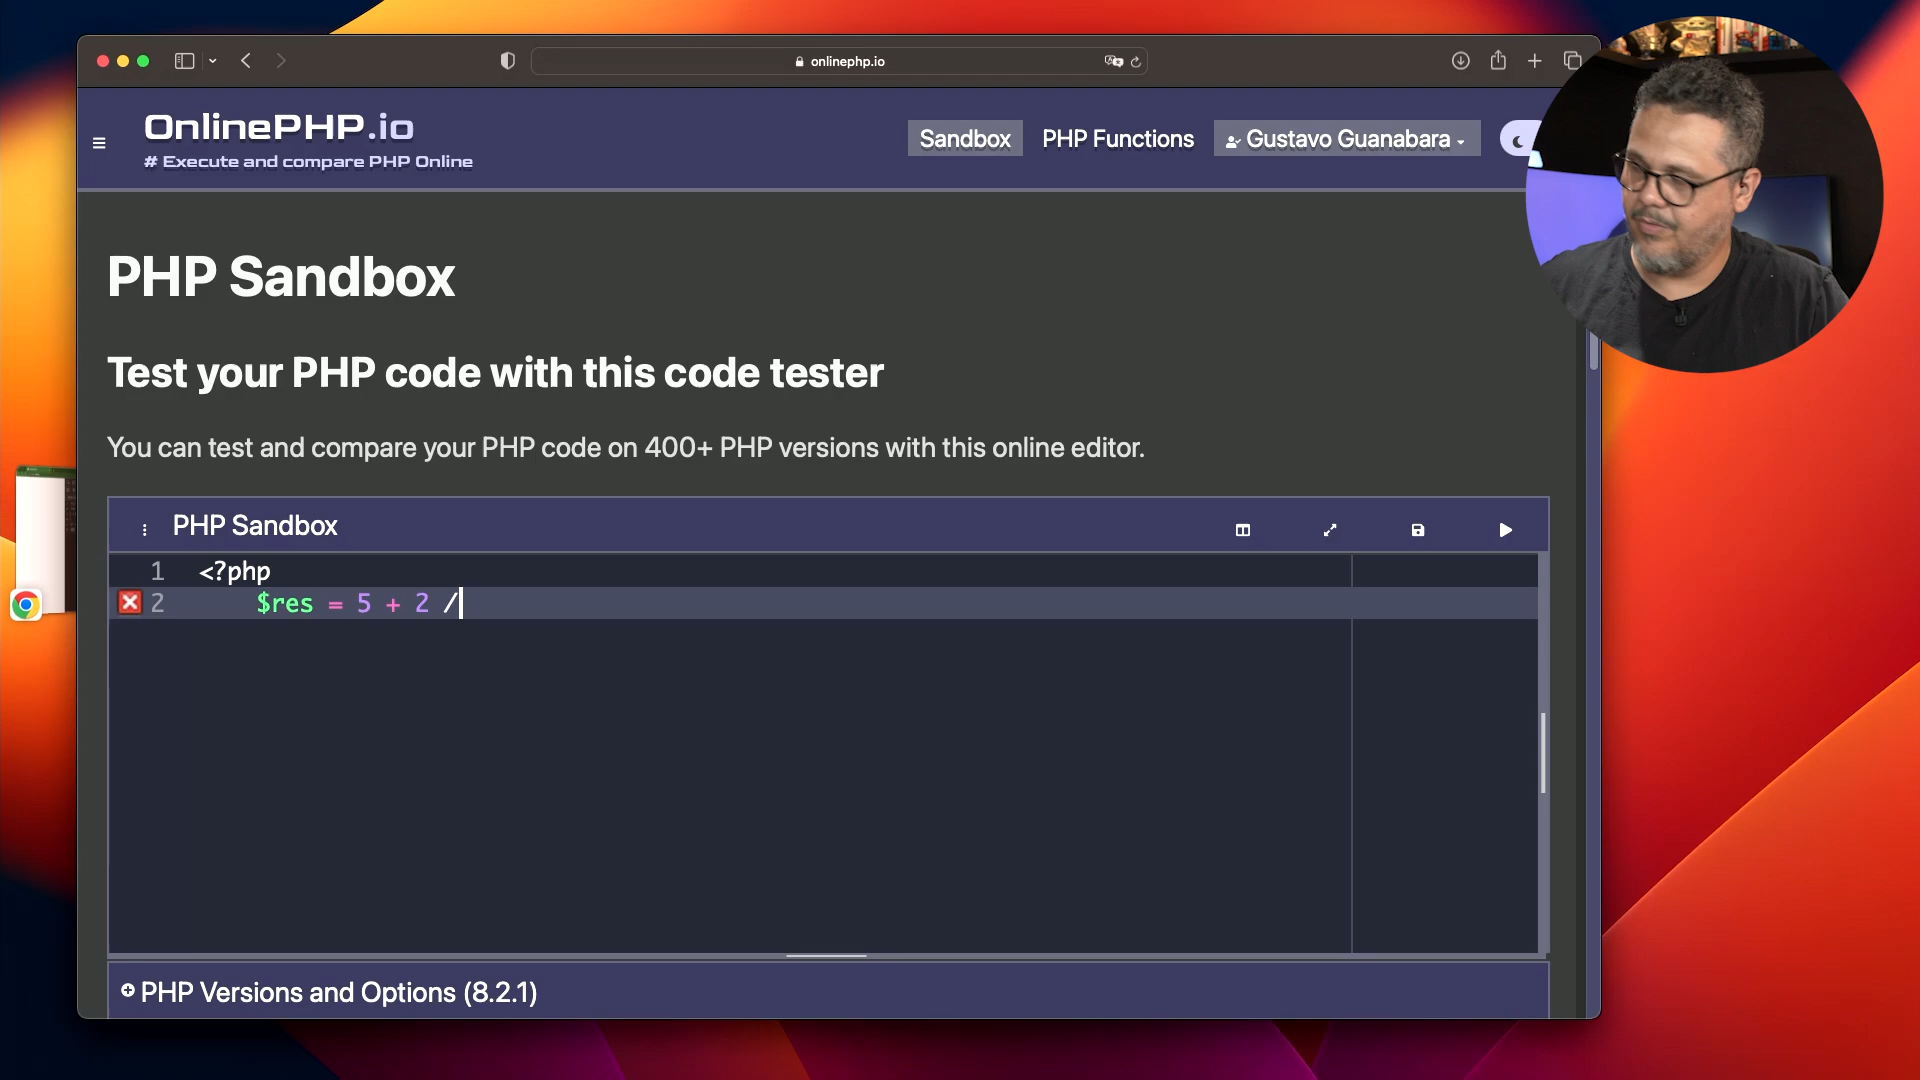 onlinephp.io
OnlinePHP.io
# Execute and compare PHP Online
Sandbox
PHP Functions
Gustavo Guanabara
PHP Sandbox
Test your PHP code with this code tester
You can test and compare your PHP code on 400+ PHP versions with this online editor.
PHP Sandbox
1 <?php
2 $res = 5 + 2 /
PHP Versions and Options (8.2.1)